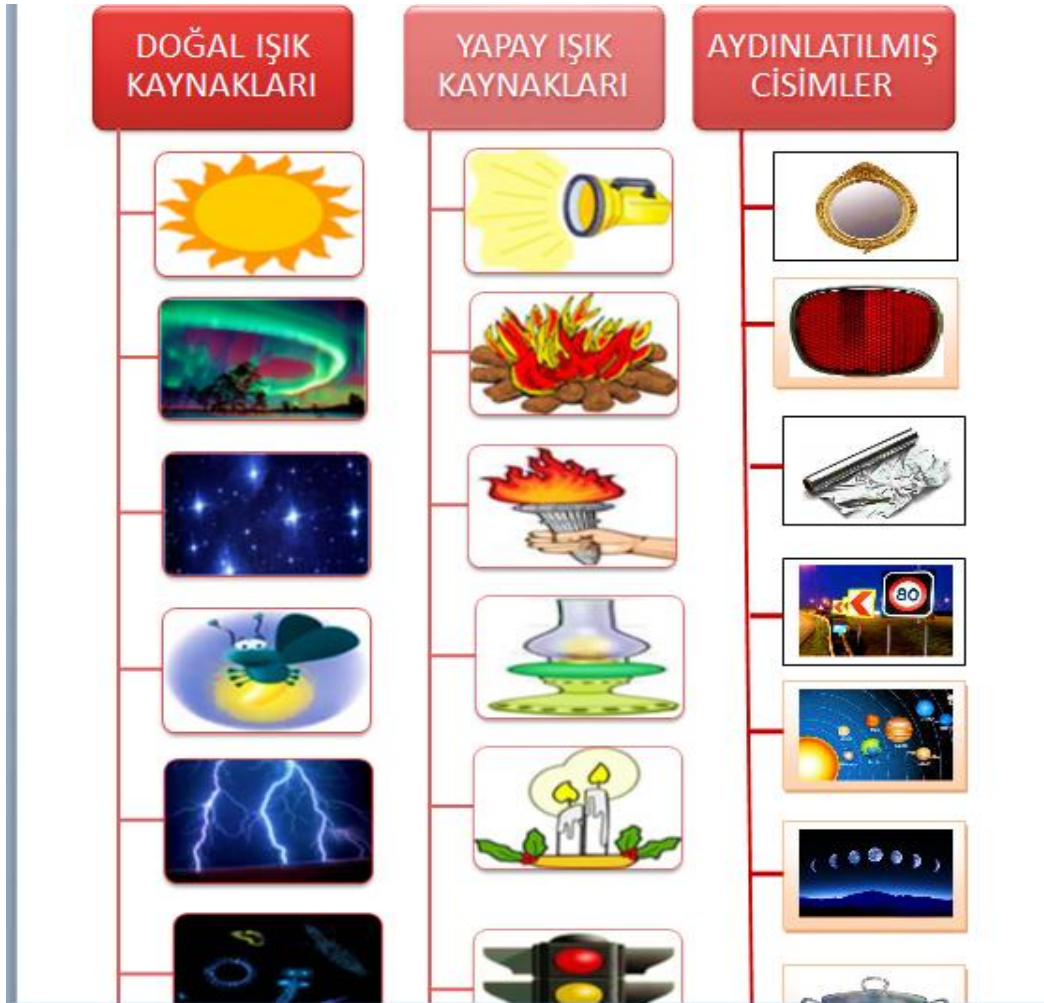 DOĞAL IŞIK
KAYNAKLARI
YAPAY IŞIK
KAYNAKLARI
AYDINLATILMIŞ
CİSİMLER
80